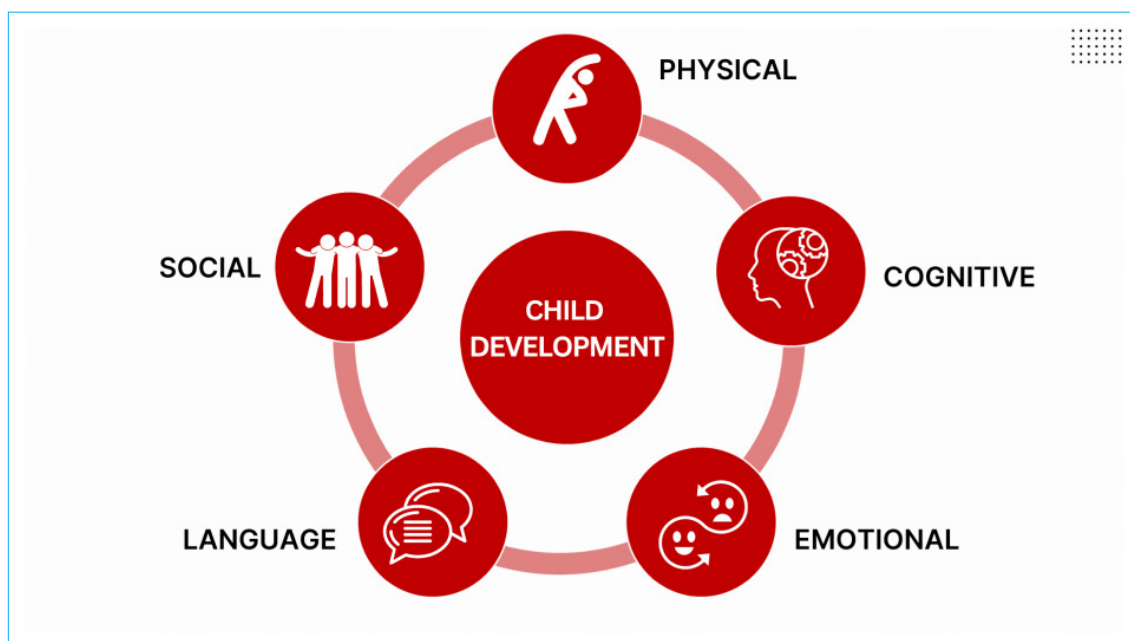 PHYSICAL
SOCIAL
COGNITIVE
CHILD
DEVELOPMENT
LANGUAGE
EMOTIONAL